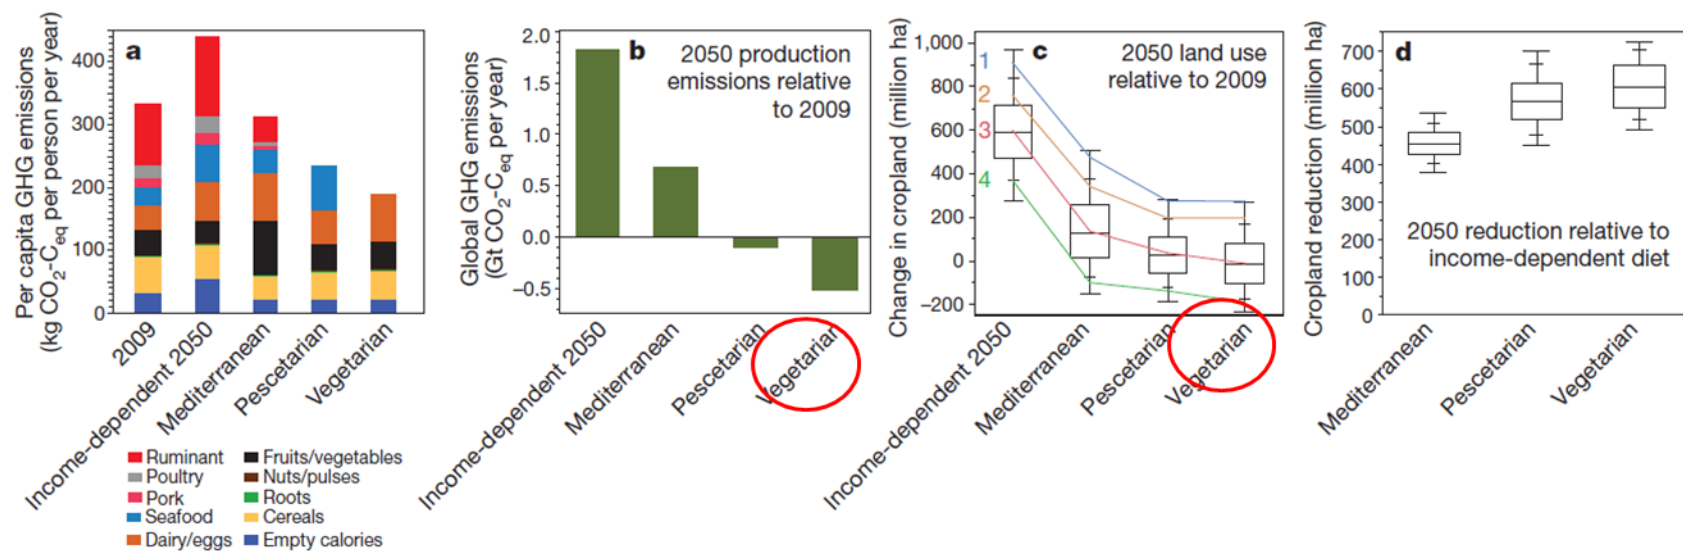 Per capita GHG emissions
(kg CO₂-Ceq per person per year)
a
400
300
200
100
0
2009
Income-dependent 2050
Mediterranean
Pescetarian
Vegetarian
Ruminant
Poultry
Pork
Seafood
Dairy/eggs
Fruits/vegetables
Nuts/pulses
Roots
Cereals
Empty calories
Global GHG emissions
(Gt CO₂-Ceq per year)
b
2050 production
emissions relative
to 2009
2.0
1.5
1.0
0.5
0.0
−0.5
Income-dependent 2050
Mediterranean
Pescetarian
Vegetarian
Change in cropland (million ha)
c
2050 land use
relative to 2009
1,000
800
600
400
200
0
−200
1
2
3
4
Income-dependent 2050
Mediterranean
Pescetarian
Vegetarian
Cropland reduction (million ha)
d
700
600
500
400
300
200
100
0
2050 reduction relative to
income-dependent diet
Mediterranean
Pescetarian
Vegetarian